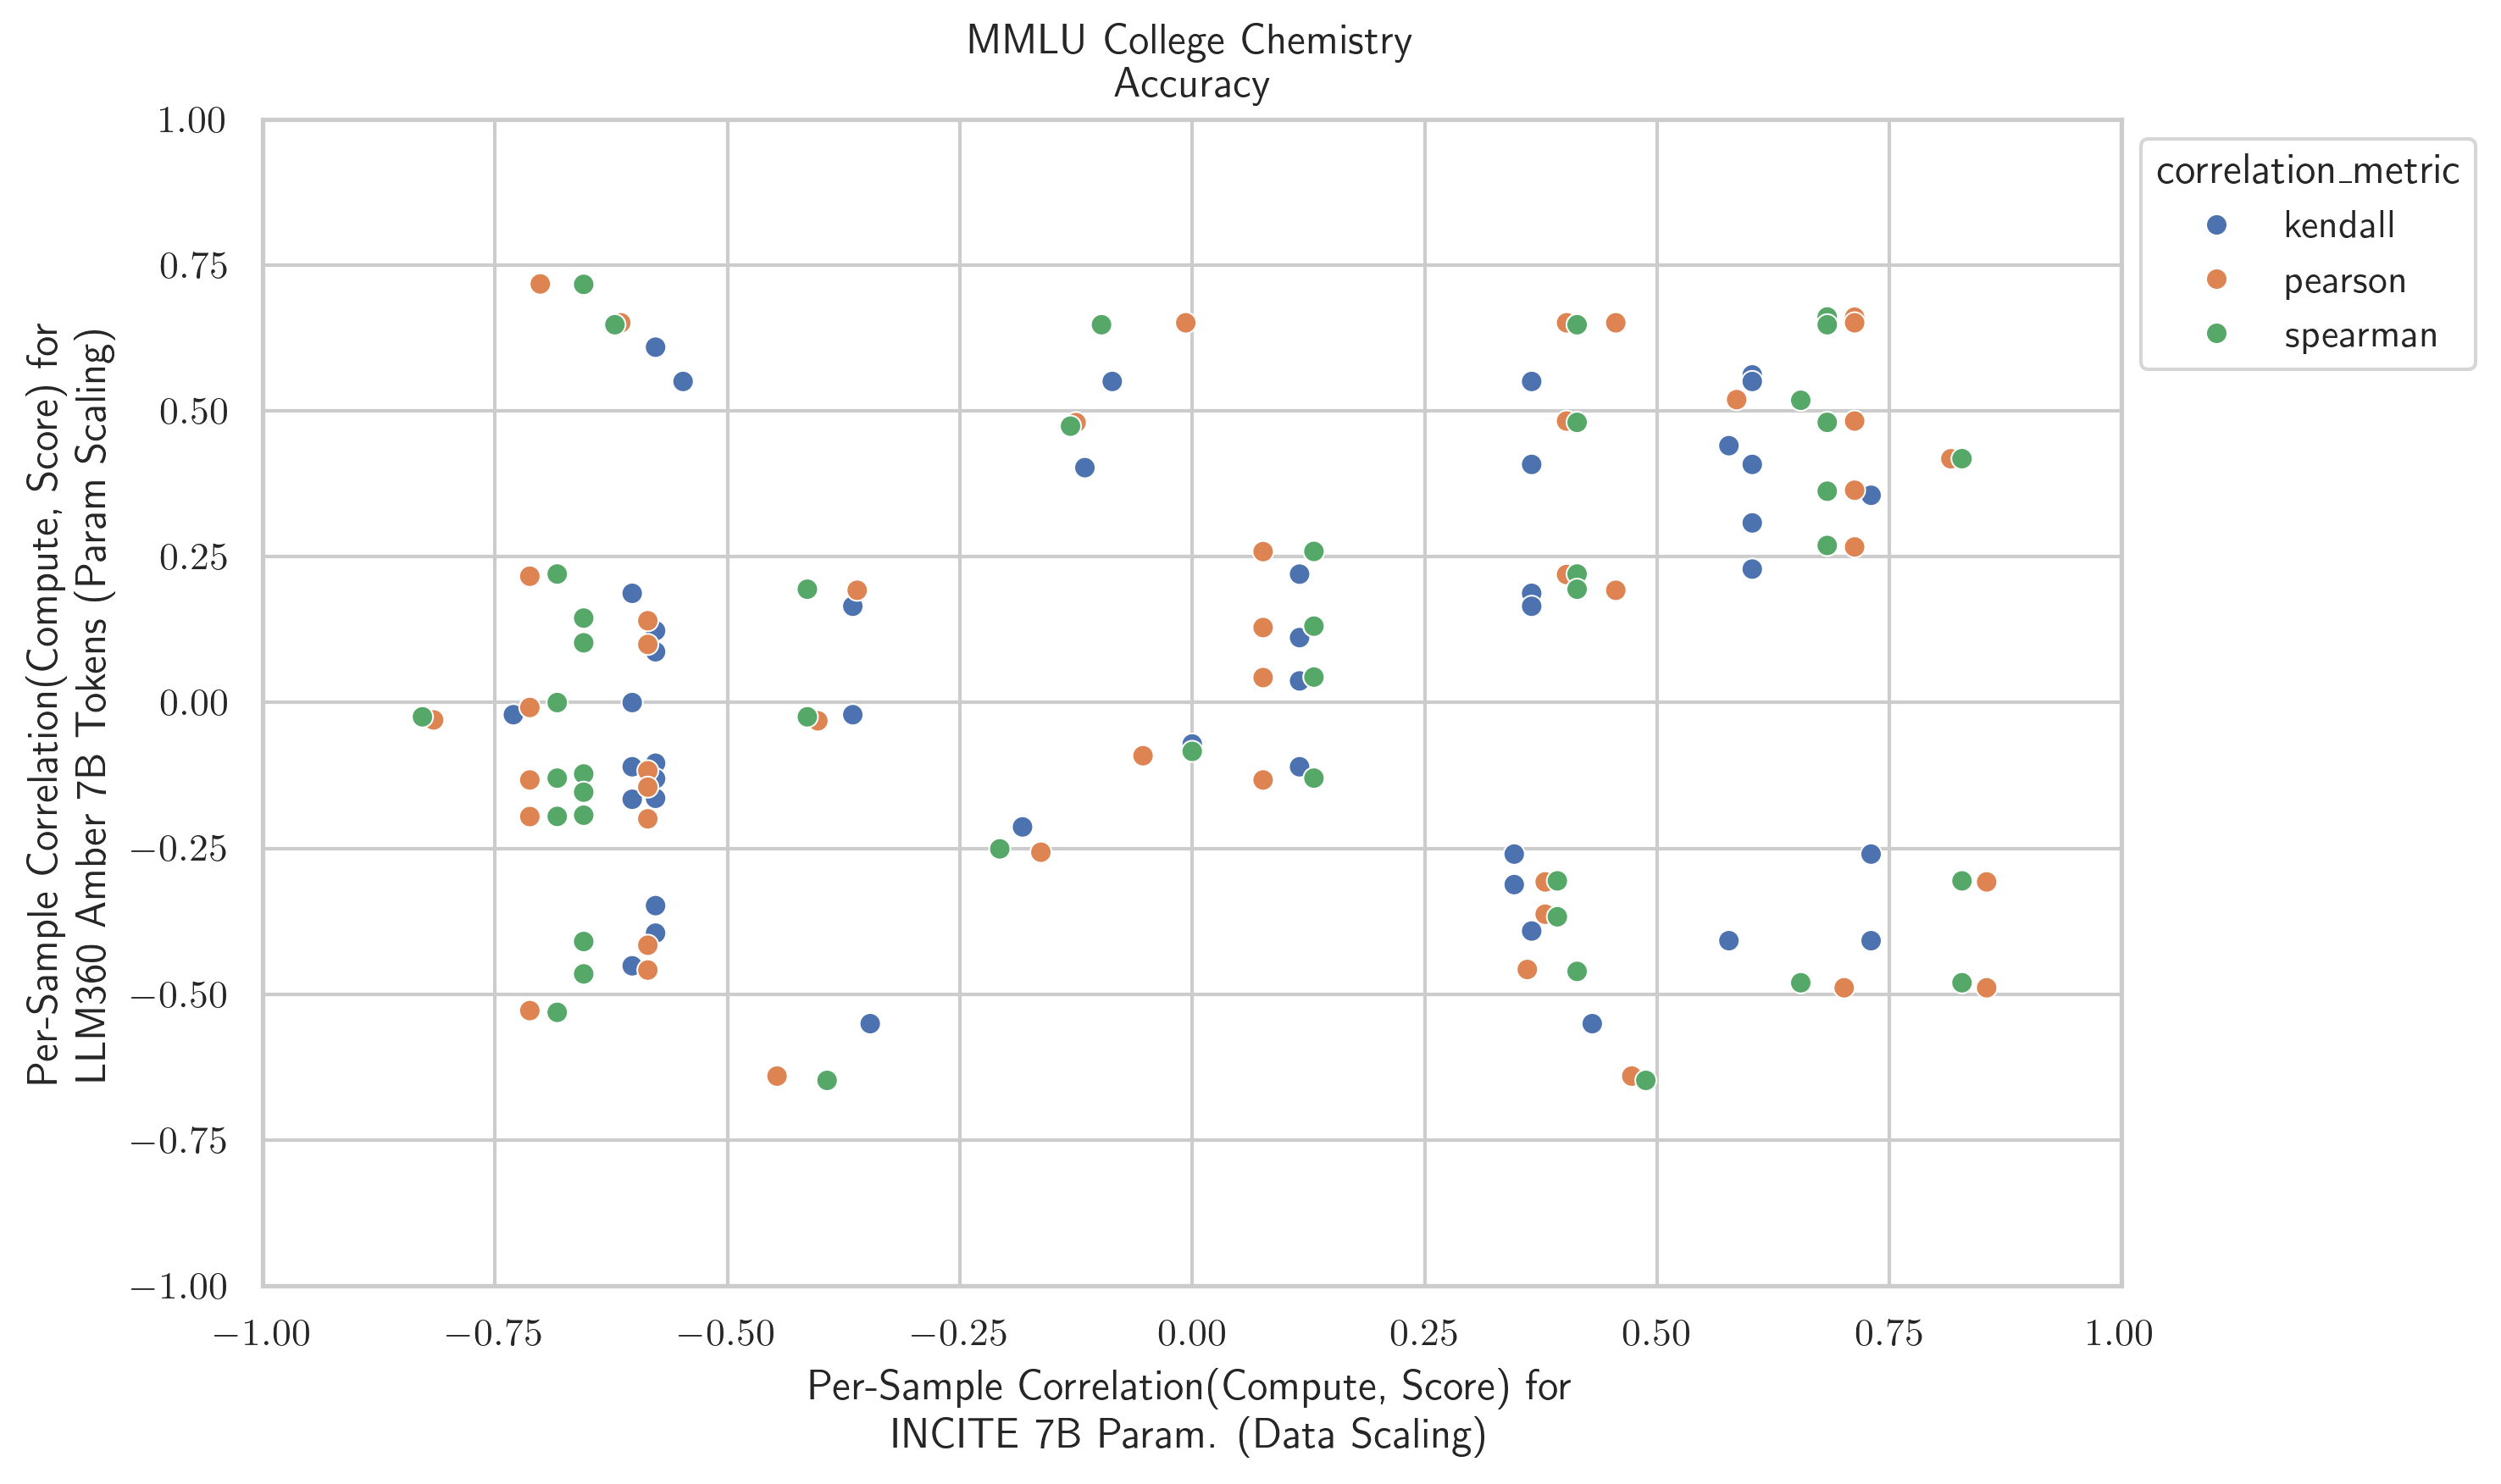 MMLU College Chemistry
Accuracy
1.00
0.75
0.50
0.25
0.00
−0.25
−0.50
−0.75
−1.00
Per-Sample Correlation(Compute, Score) for
LLM360 Amber 7B Tokens (Param Scaling)
correlation_metric
kendall
pearson
spearman
−1.00 −0.75 −0.50 −0.25 0.00 0.25 0.50 0.75 1.00
Per-Sample Correlation(Compute, Score) for
INCITE 7B Param. (Data Scaling)